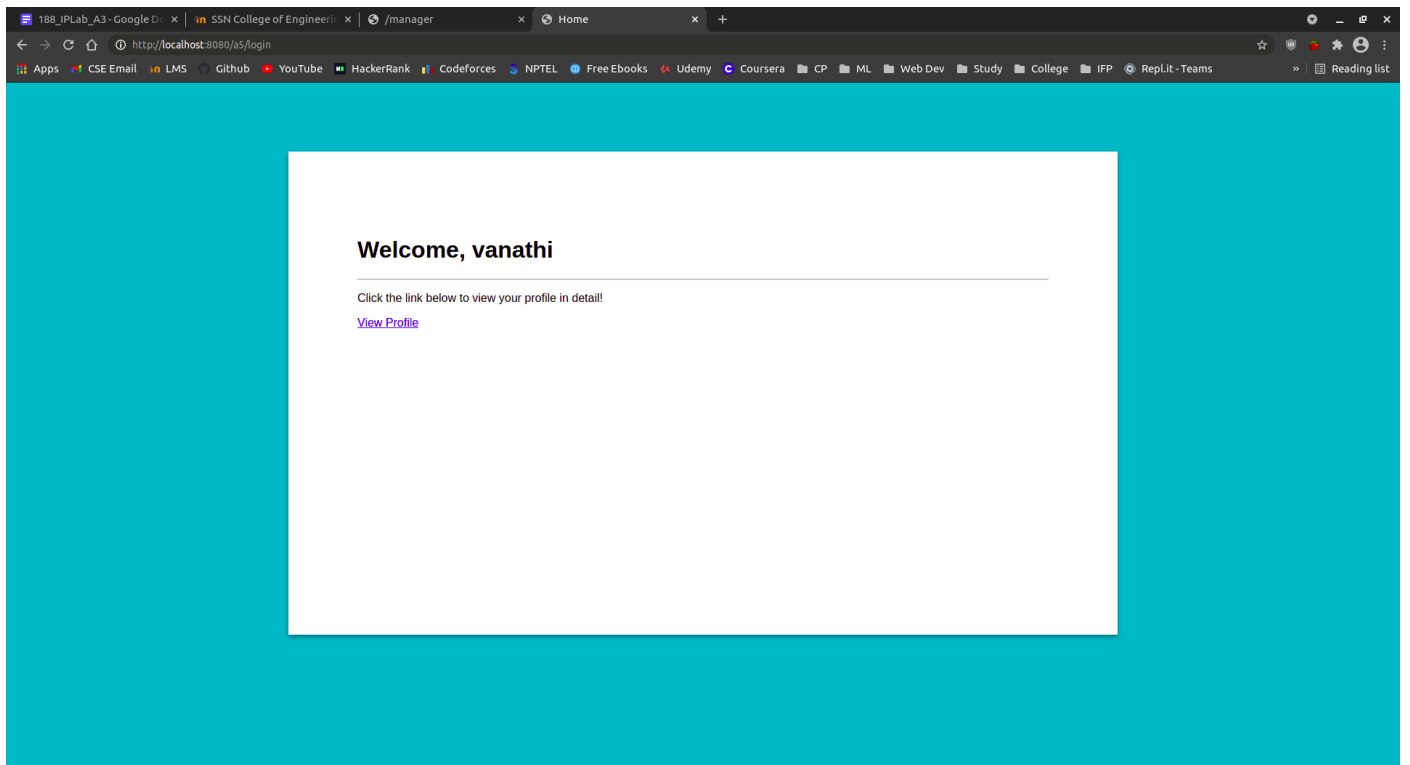 188_IPLab_A3 - Google Do
SSN College of Engineerin
/manager
Home
http://localhost:8080/a5/login
Apps CSE Email LMS Github YouTube HackerRank Codeforces NPTEL Free Ebooks Udemy Coursera CP ML Web Dev Study College IFP Repl.it - Teams » Reading list
Welcome, vanathi
Click the link below to view your profile in detail!
View Profile